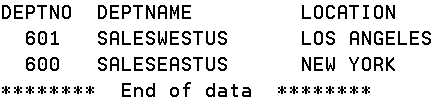 DEPTNO  DEPTNAME         LOCATION
  601   SALESWESTUS      LOS ANGELES
  600   SALESEASTUS      NEW YORK
********  End of data  ********